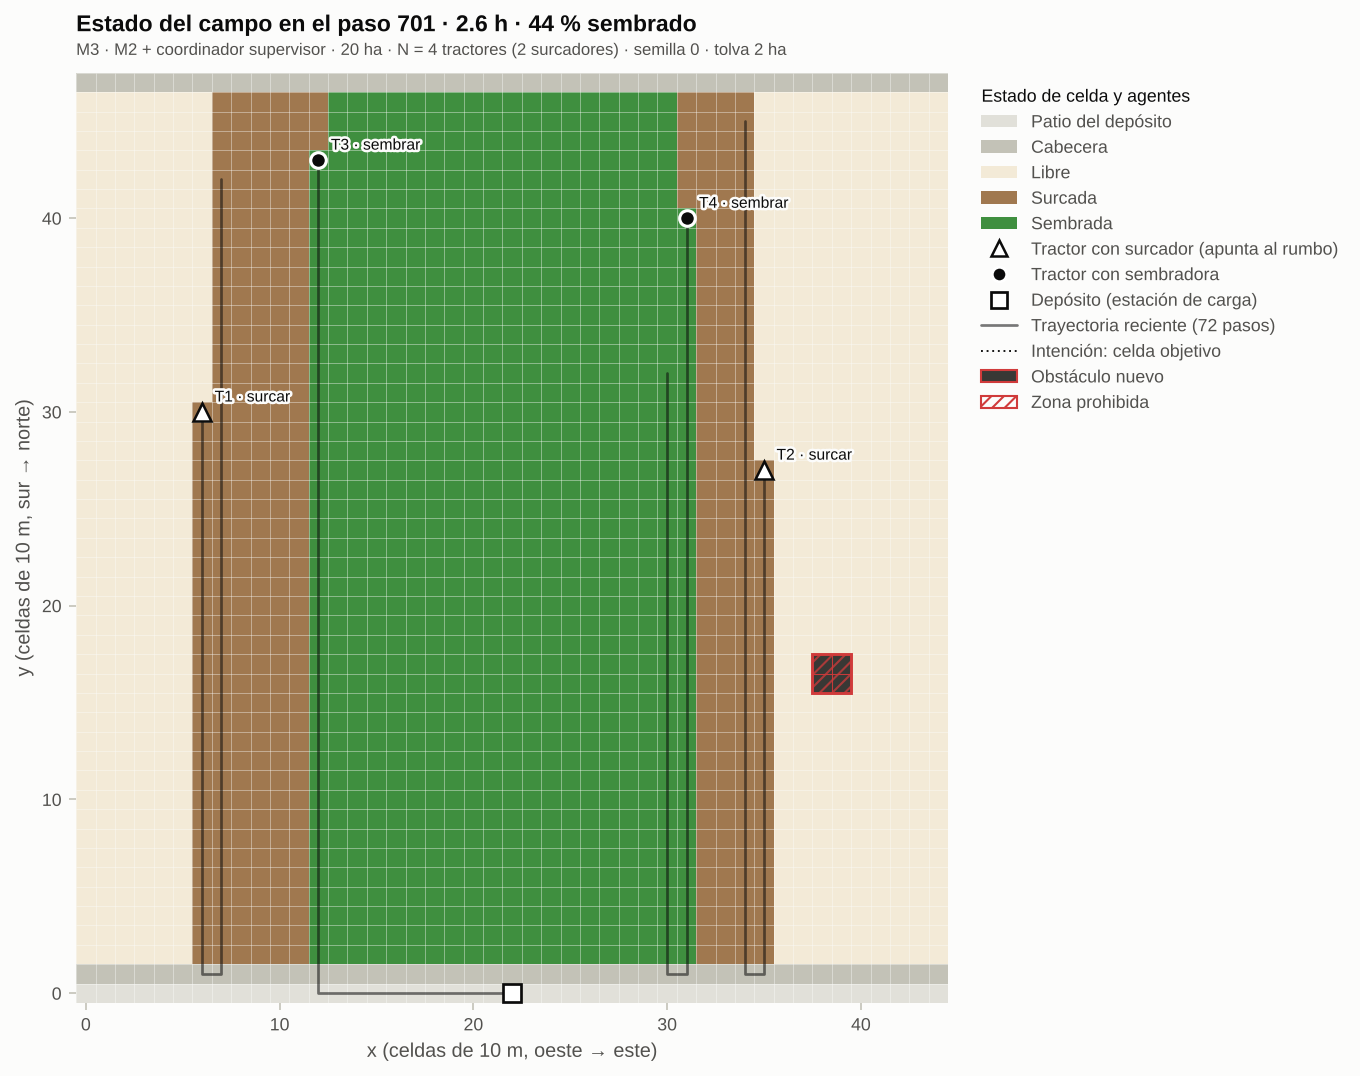 Estado del campo en el paso 701 · 2.6 h · 44 % sembrado
M3 · M2 + coordinador supervisor · 20 ha · N = 4 tractores (2 surcadores) · semilla 0 · tolva 2 ha
Estado de celda y agentes
Patio del depósito
Cabecera
Libre
Surcada
Sembrada
Tractor con surcador (apunta al rumbo)
Tractor con sembradora
Depósito (estación de carga)
Trayectoria reciente (72 pasos)
Intención: celda objetivo
Obstáculo nuevo
Zona prohibida
T3 · sembrar
T4 · sembrar
T1 · surcar
T2 · surcar
y (celdas de 10 m, sur → norte)
40
30
20
10
0
0 10 20 30 40
x (celdas de 10 m, oeste → este)